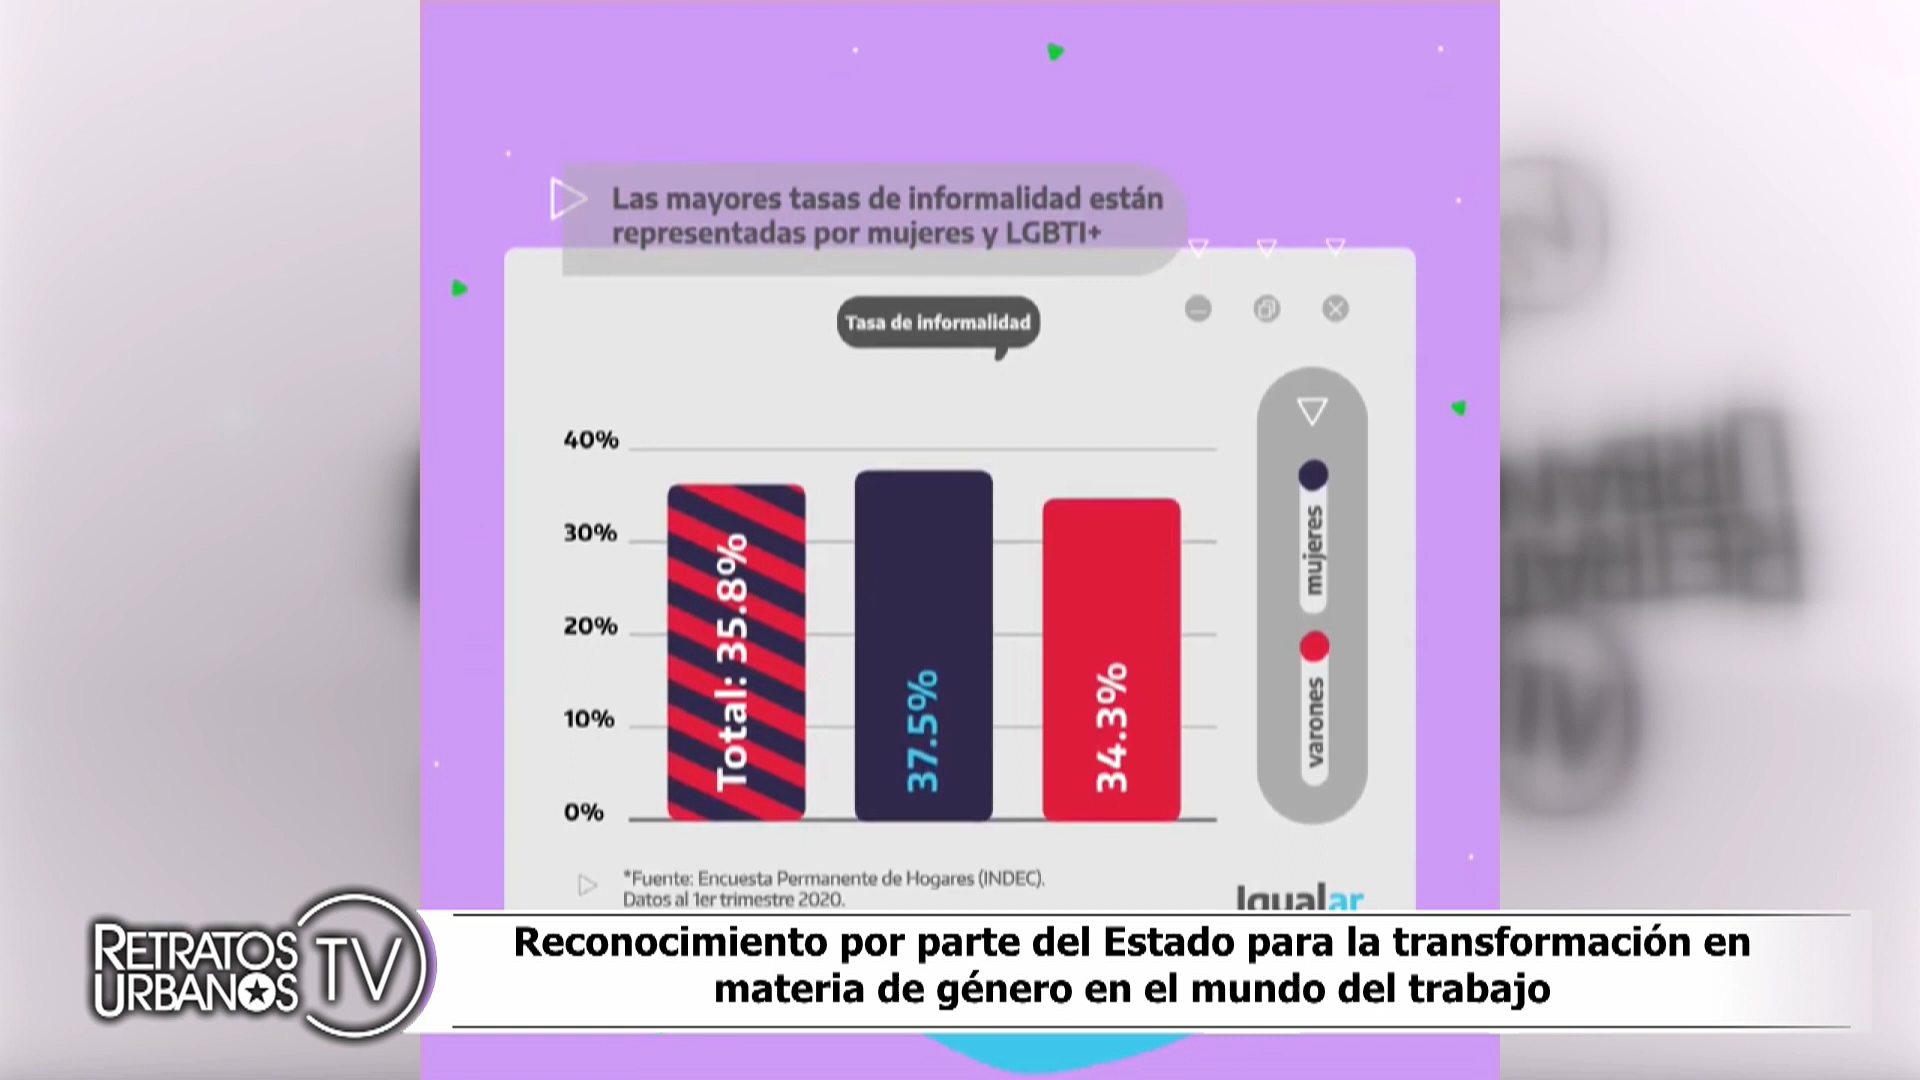 Las mayores tasas de informalidad están
representadas por mujeres y LGBTI+
Tasa de informalidad
40%
30%
20%
10%
0%
Total: 35.8%
37.5%
34.3%
mujeres
varones
*Fuente: Encuesta Permanente de Hogares (INDEC).
Datos al 1er trimestre 2020.
Igualar
RETRATOS
URBANOS
TV
Reconocimiento por parte del Estado para la transformación en
materia de género en el mundo del trabajo